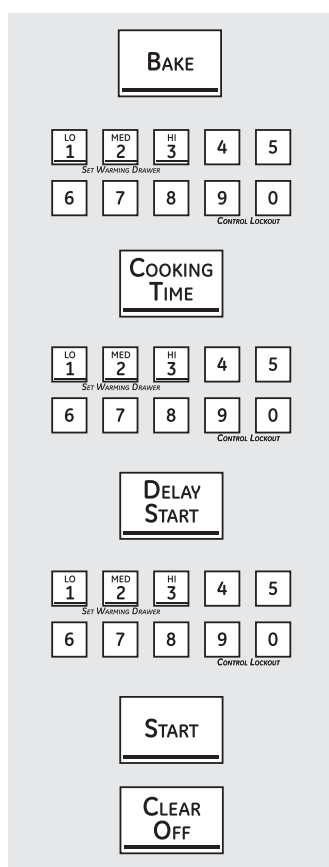 BAKE
LO MED HI
1 2 3 4 5
SET WARMING DRAWER
6 7 8 9 0
CONTROL LOCKOUT
COOKING
TIME
LO MED HI
1 2 3 4 5
SET WARMING DRAWER
6 7 8 9 0
CONTROL LOCKOUT
DELAY
START
LO MED HI
1 2 3 4 5
SET WARMING DRAWER
6 7 8 9 0
CONTROL LOCKOUT
START
CLEAR
OFF